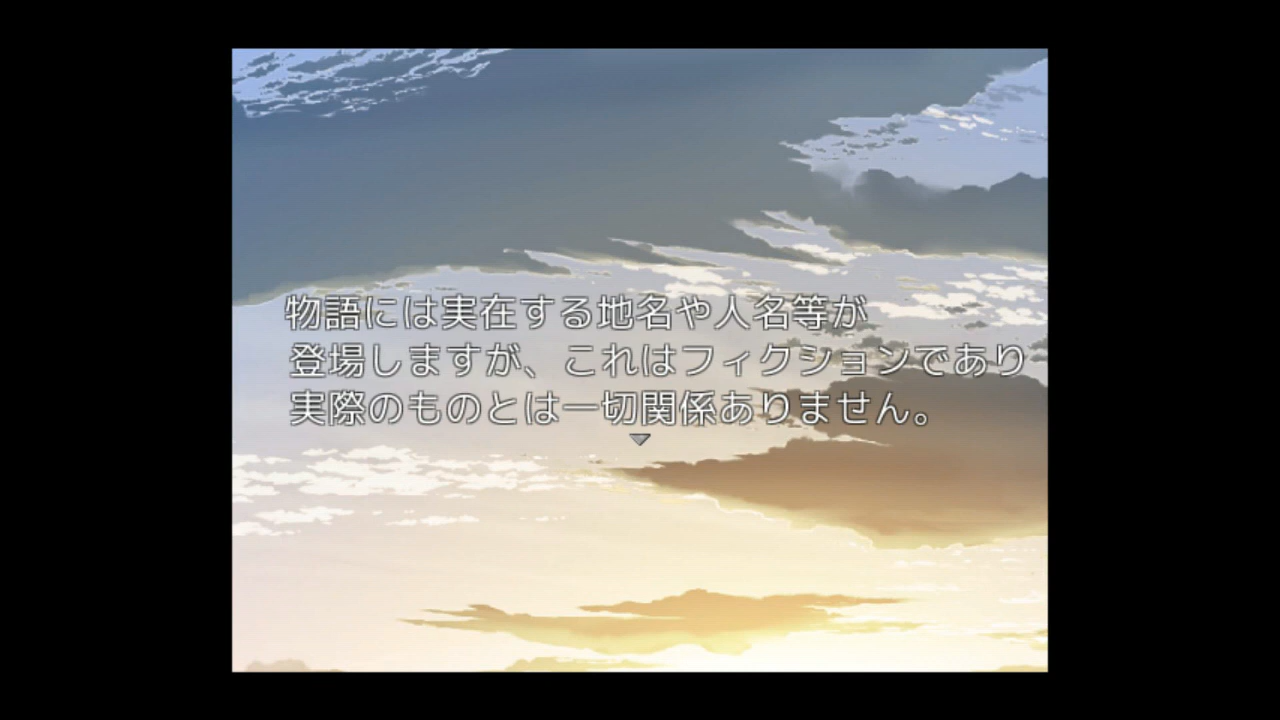 物語には実在する地名や人名等が
登場しますが、これはフィクションであり
実際のものとは一切関係ありません。